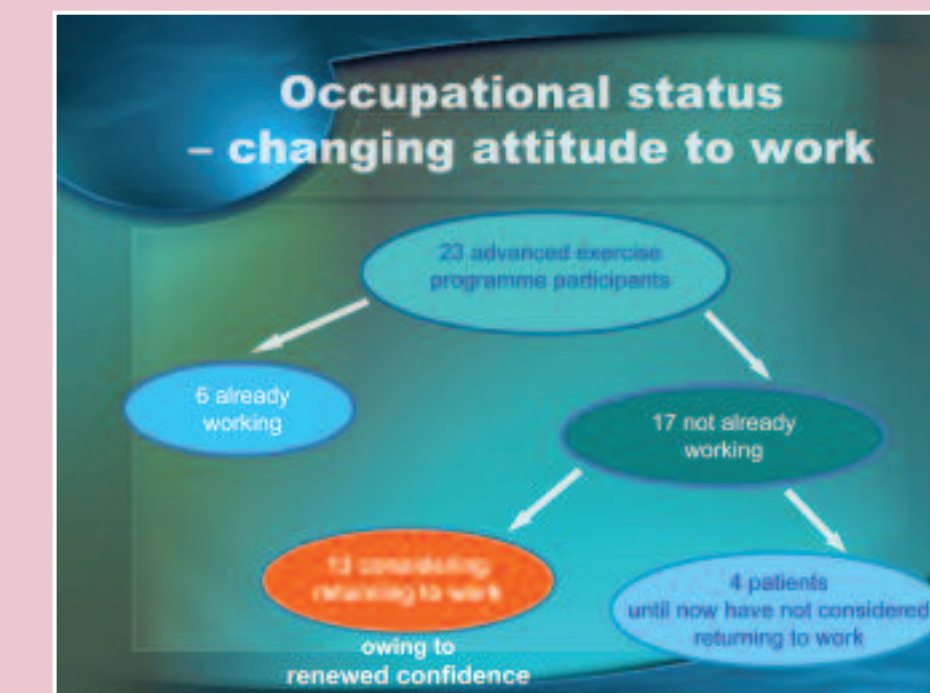 Occupational status
– changing attitude to work
23 advanced exercise
programme participants
6 already
working
17 not already
working
13 considering
returning to work
owing to
renewed confidence
4 patients
until now have not considered
returning to work